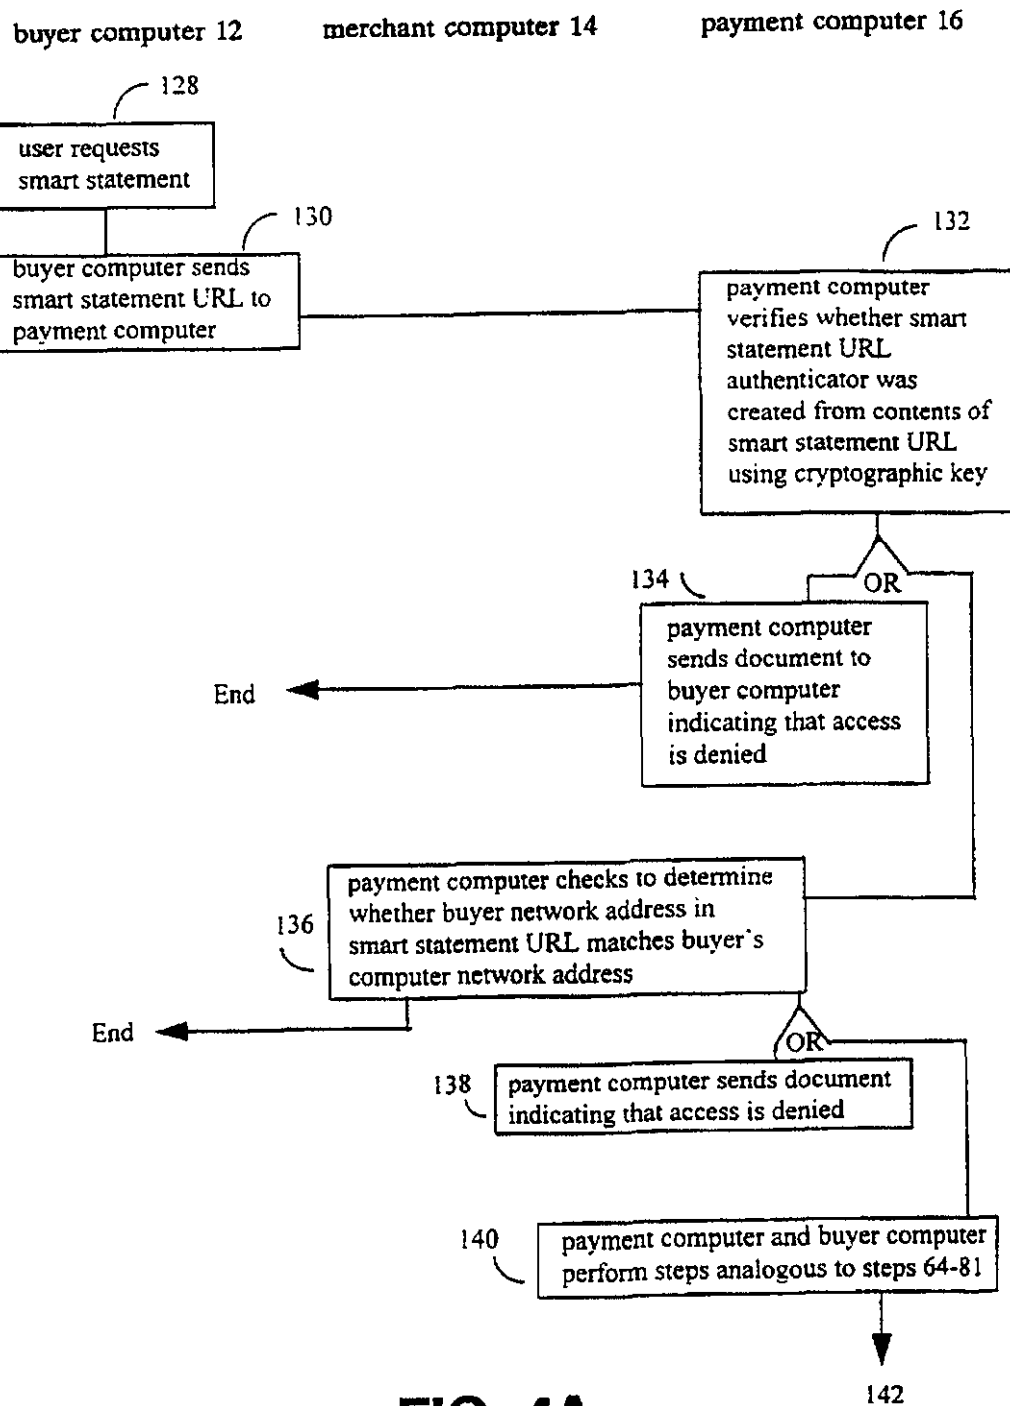 buyer computer 12
merchant computer 14
payment computer 16
128
user requests
smart statement
130
buyer computer sends
smart statement URL to
payment computer
132
payment computer
verifies whether smart
statement URL
authenticator was
created from contents of
smart statement URL
using cryptographic key
OR
134
payment computer
sends document to
buyer computer
indicating that access
is denied
End
136
payment computer checks to determine
whether buyer network address in
smart statement URL matches buyer's
computer network address
End
OR
138
payment computer sends document
indicating that access is denied
140
payment computer and buyer computer
perform steps analogous to steps 64-81
142
FIG. 4A